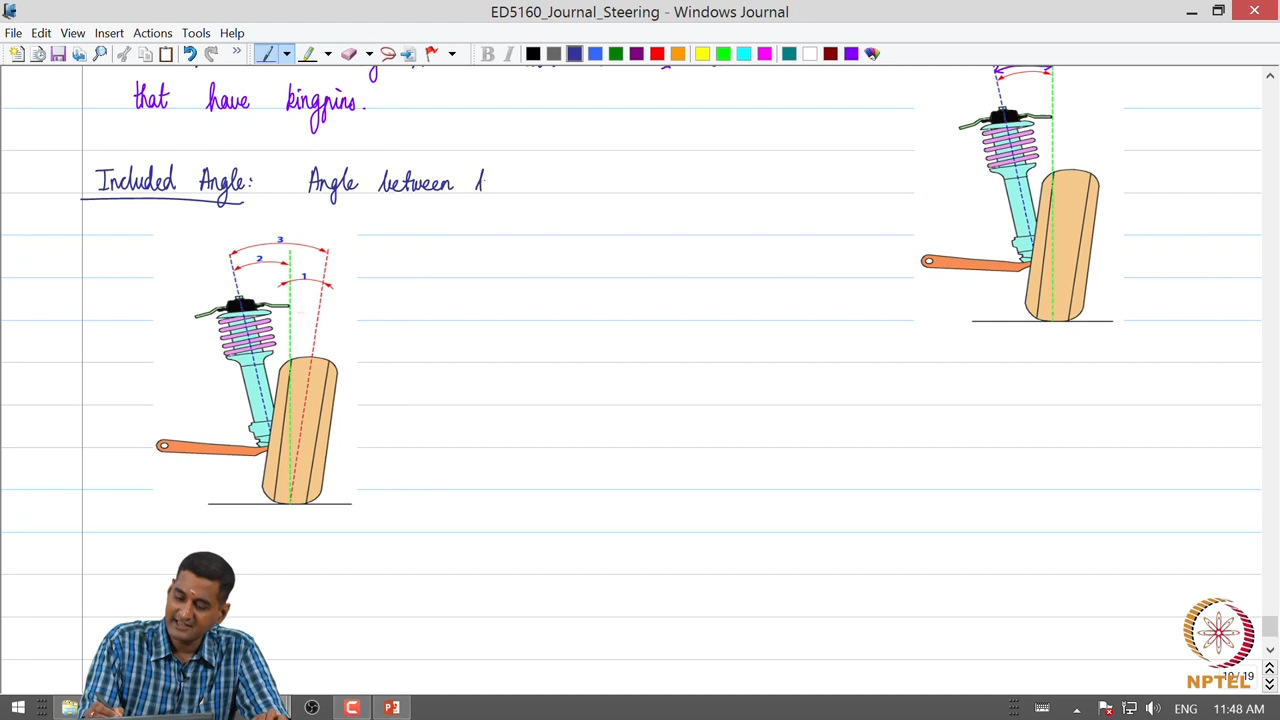 ED5160_Journal_Steering - Windows Journal
File Edit View Insert Actions Tools Help
that have kingpins.
Included Angle: Angle between
3
2
1
NPTEL
19
ENG 11:48 AM